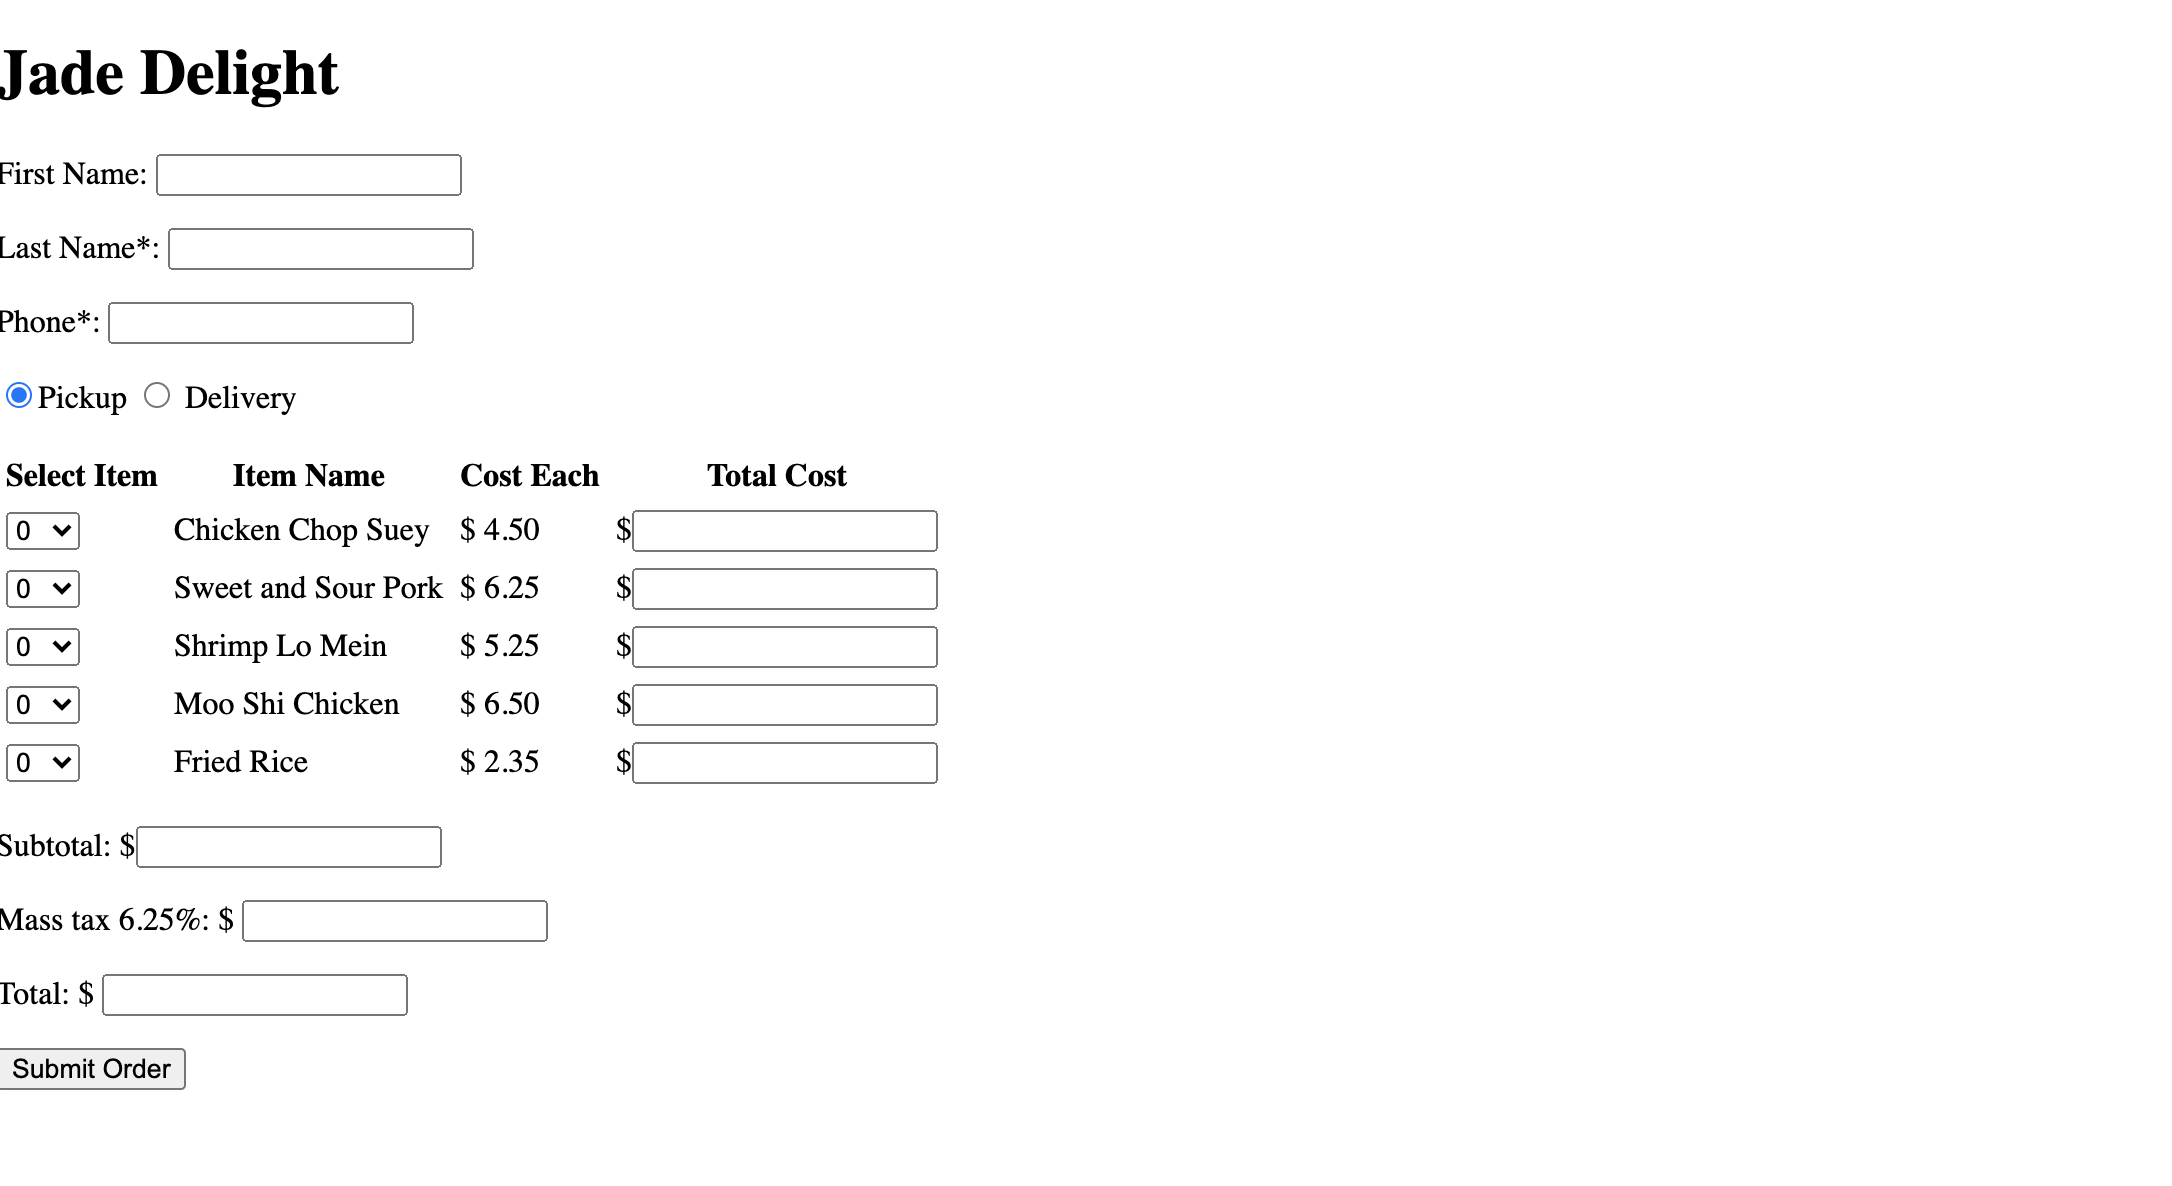 Jade Delight
First Name:
Last Name*:
Phone*:
Pickup Delivery
Select Item Item Name Cost Each Total Cost
0 Chicken Chop Suey $ 4.50 $
0 Sweet and Sour Pork $ 6.25 $
0 Shrimp Lo Mein $ 5.25 $
0 Moo Shi Chicken $ 6.50 $
0 Fried Rice $ 2.35 $
Subtotal: $
Mass tax 6.25%: $
Total: $
Submit Order